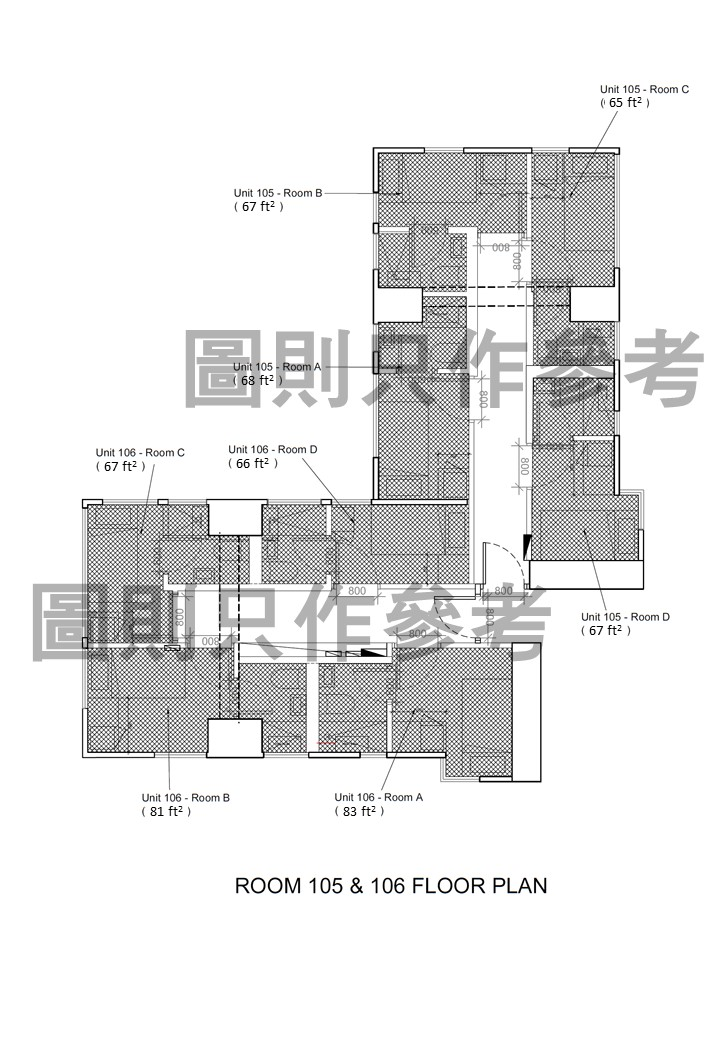 Unit 105 - Room C
( 65 ft² )
Unit 105 - Room B
( 67 ft² )
600
800
800
圖則只作參考
Unit 105 - Room A
( 68 ft² )
800
Unit 106 - Room D
( 66 ft² )
Unit 106 - Room C
( 67 ft² )
800
圖則只作參考
800
800
800
800
800
800
Unit 105 - Room D
( 67 ft² )
Unit 106 - Room B
( 81 ft² )
Unit 106 - Room A
( 83 ft² )
ROOM 105 & 106 FLOOR PLAN